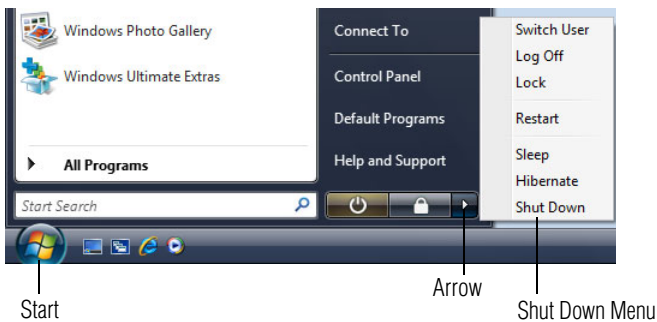 Windows Photo Gallery
Windows Ultimate Extras
All Programs
Start Search
Connect To
Control Panel
Default Programs
Help and Support
Switch User
Log Off
Lock
Restart
Sleep
Hibernate
Shut Down
Start
Arrow
Shut Down Menu